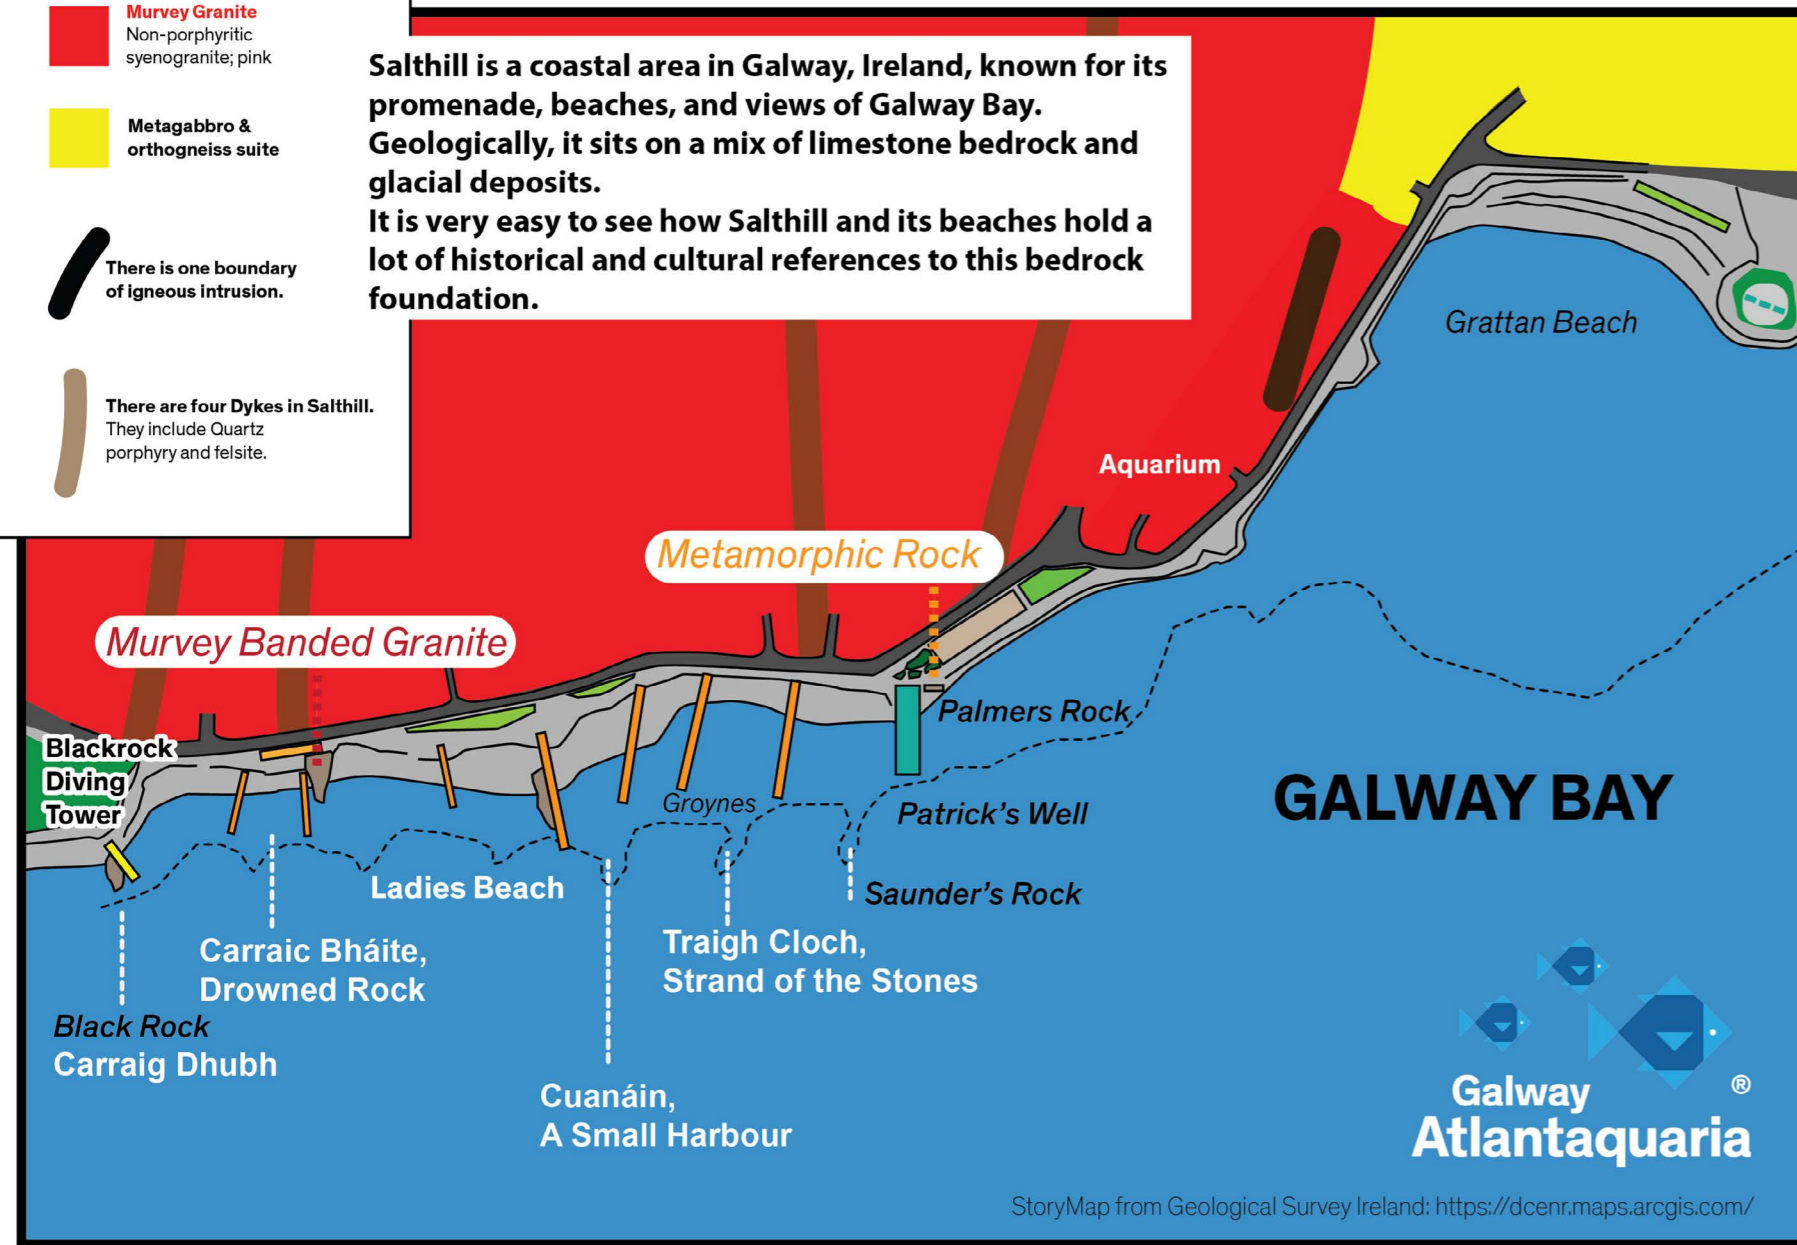 Murvey Granite
Non-porphyritic
syenogranite; pink
Metagabbro &
orthogneiss suite
There is one boundary
of igneous intrusion.
There are four Dykes in Salthill.
They include Quartz
porphyry and felsite.
Salthill is a coastal area in Galway, Ireland, known for its
promenade, beaches, and views of Galway Bay.
Geologically, it sits on a mix of limestone bedrock and
glacial deposits.
It is very easy to see how Salthill and its beaches hold a
lot of historical and cultural references to this bedrock
foundation.
Grattan Beach
Aquarium
Metamorphic Rock
Murvey Banded Granite
Palmers Rock
Blackrock
Diving
Tower
Groynes
Patrick's Well
GALWAY BAY
Ladies Beach
Saunder's Rock
Carraic Bháite,
Drowned Rock
Traigh Cloch,
Strand of the Stones
Black Rock
Carraig Dhubh
Cuanáin,
A Small Harbour
Galway ®
Atlantaquaria
StoryMap from Geological Survey Ireland: https://dcenr.maps.arcgis.com/